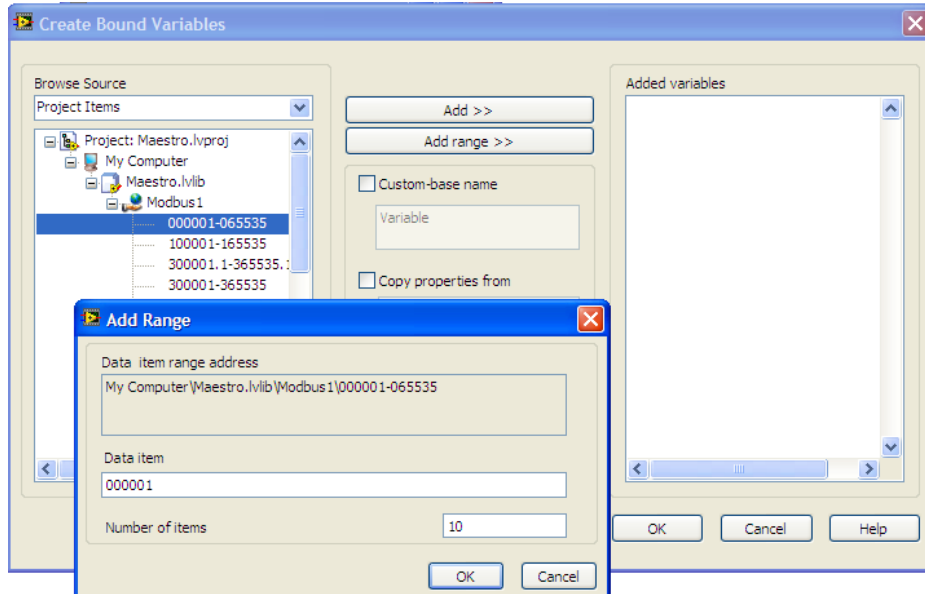 Create Bound Variables
Browse Source
Project Items
Project: Maestro.lvproj
My Computer
Maestro.lvlib
Modbus1
000001-065535
100001-165535
300001.1-365535.
300001-365535
Add >>
Add range >>
Custom-base name
Variable
Copy properties from
Added variables
OK
Cancel
Help
Add Range
Data item range address
My Computer\Maestro.lvlib\Modbus1\000001-065535
Data item
000001
Number of items
10
OK
Cancel